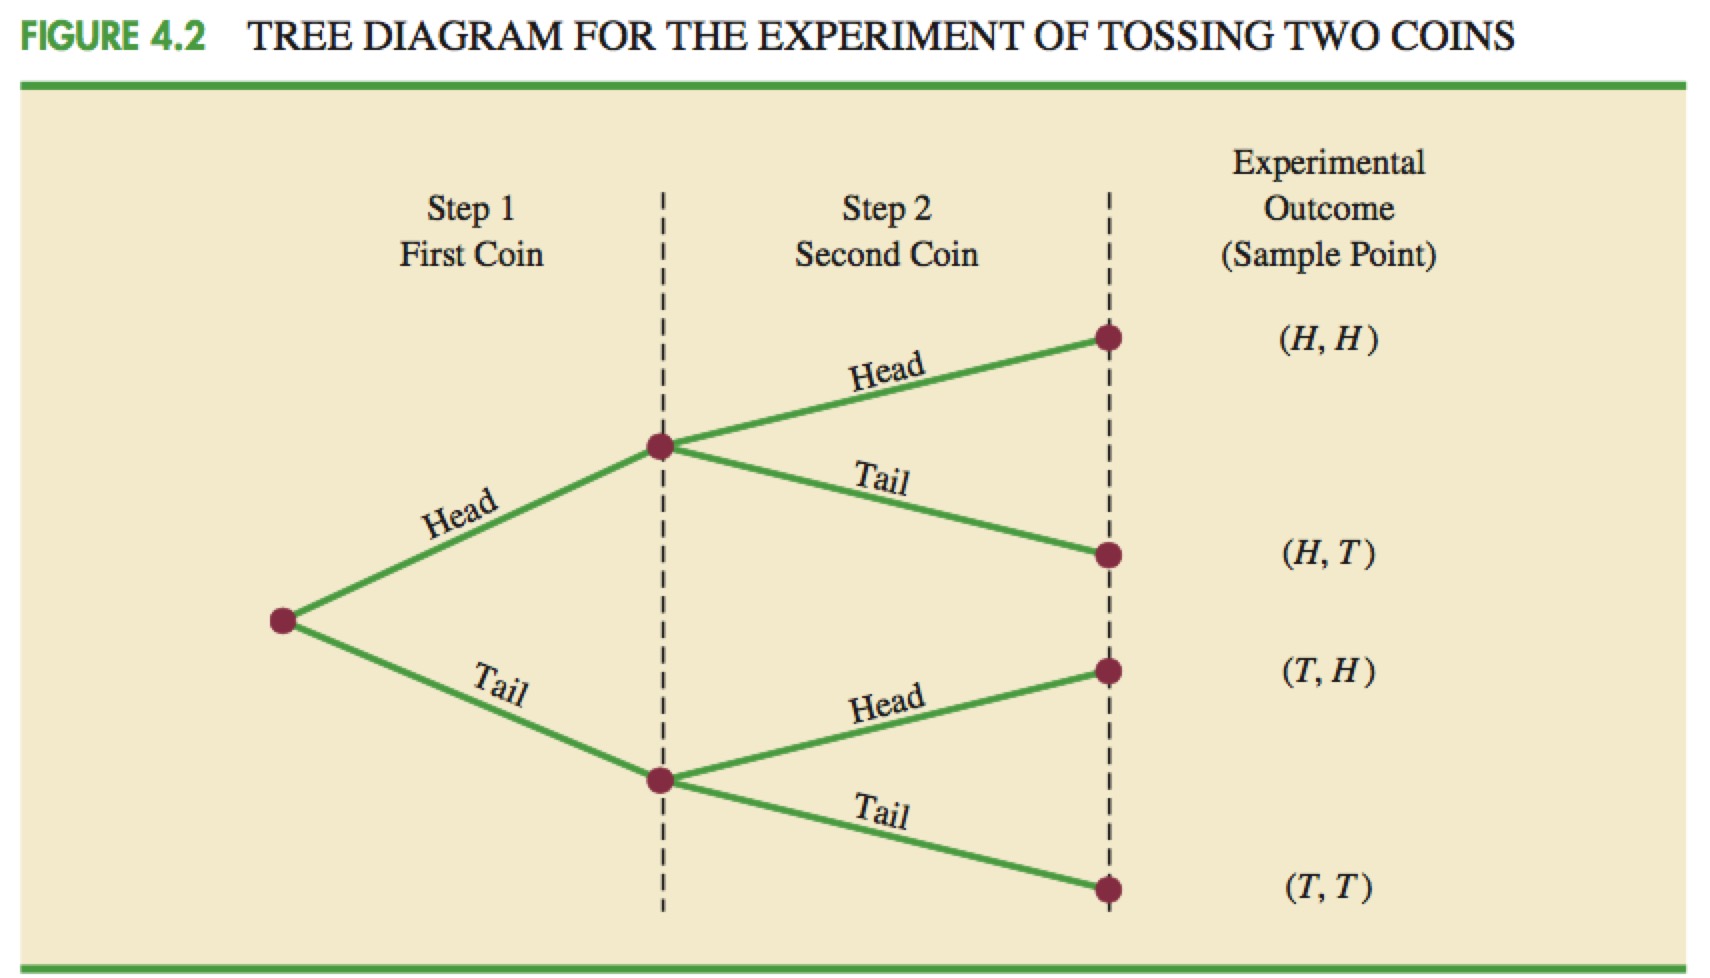 FIGURE 4.2 TREE DIAGRAM FOR THE EXPERIMENT OF TOSSING TWO COINS
Step 1
First Coin
Step 2
Second Coin
Experimental
Outcome
(Sample Point)
Head
Tail
Head
Tail
Head
Tail
(H, H)
(H, T)
(T, H)
(T, T)